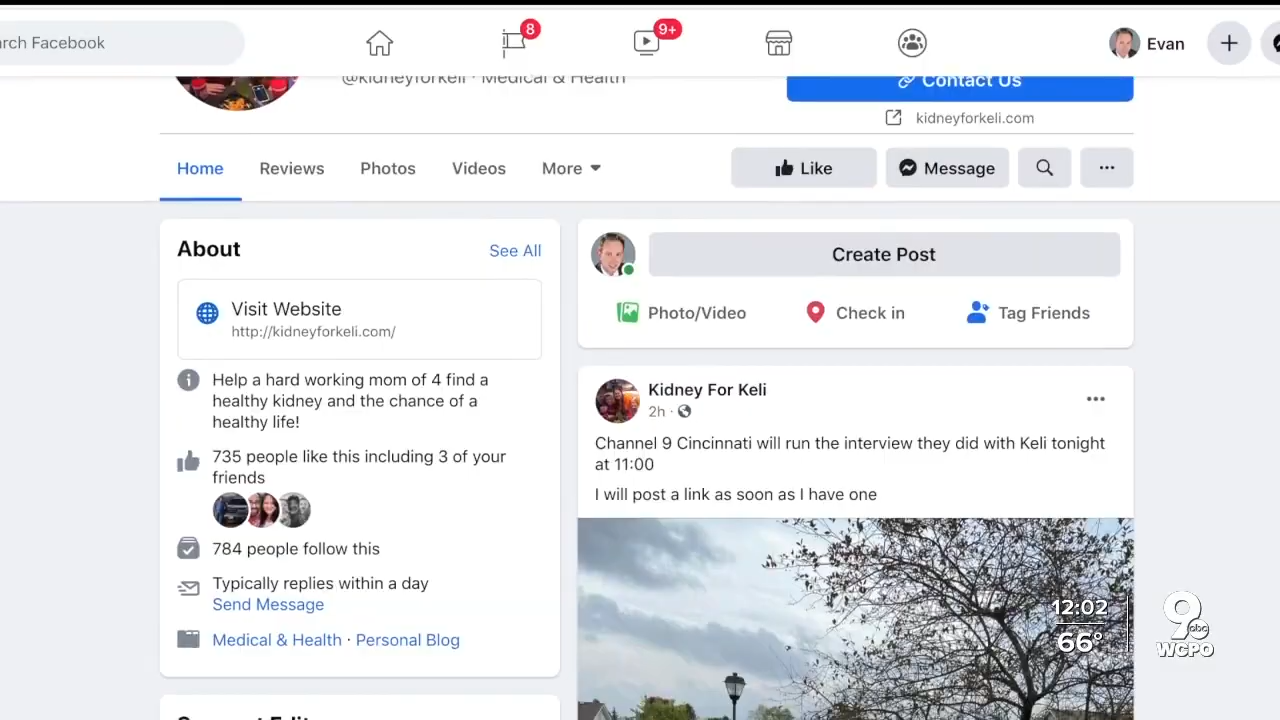 rch Facebook
8
9+
Evan
@kidneyforkeli · Medical & Health
Contact Us
kidneyforkeli.com
Home
Reviews
Photos
Videos
More
Like
Message
About
See All
Visit Website
http://kidneyforkeli.com/
Help a hard working mom of 4 find a
healthy kidney and the chance of a
healthy life!
735 people like this including 3 of your
friends
784 people follow this
Typically replies within a day
Send Message
Medical & Health · Personal Blog
Create Post
Photo/Video
Check in
Tag Friends
Kidney For Keli
2h ·
Channel 9 Cincinnati will run the interview they did with Keli tonight
at 11:00
I will post a link as soon as I have one
12:02
66°
9
abc
WCPO